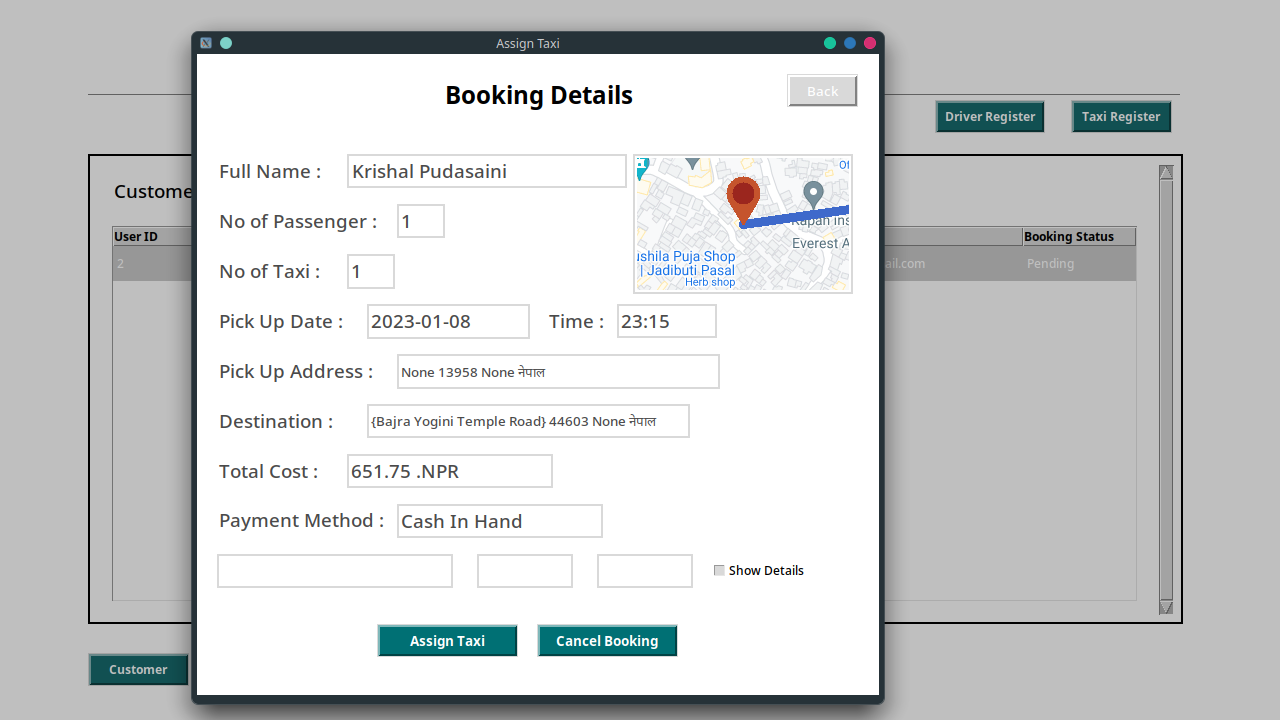 Assign Taxi
Booking Details
Back
Driver Register
Taxi Register
Custome
Full Name :
Krishal Pudasaini
No of Passenger :
1
No of Taxi :
1
Of
Kapan Ins
Everest A
ushila Puja Shop
| Jadibuti Pasal
Herb shop
User ID
Booking Status
2
ail.com
Pending
Pick Up Date :
2023-01-08
Time :
23:15
Pick Up Address :
None 13958 None नेपाल
Destination :
{Bajra Yogini Temple Road} 44603 None नेपाल
Total Cost :
651.75 .NPR
Payment Method :
Cash In Hand
Show Details
Assign Taxi
Cancel Booking
Customer